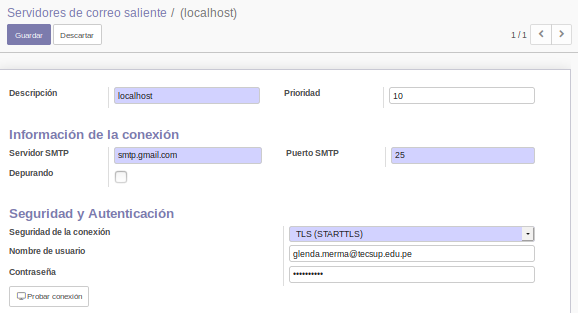 Servidores de correo saliente / (localhost)
Guardar Descartar 1 / 1
Descripción localhost Prioridad 10
Información de la conexión
Servidor SMTP smtp.gmail.com Puerto SMTP 25
Depurando
Seguridad y Autenticación
Seguridad de la conexión TLS (STARTTLS)
Nombre de usuario glenda.merma@tecsup.edu.pe
Contraseña ••••••••••
Probar conexión